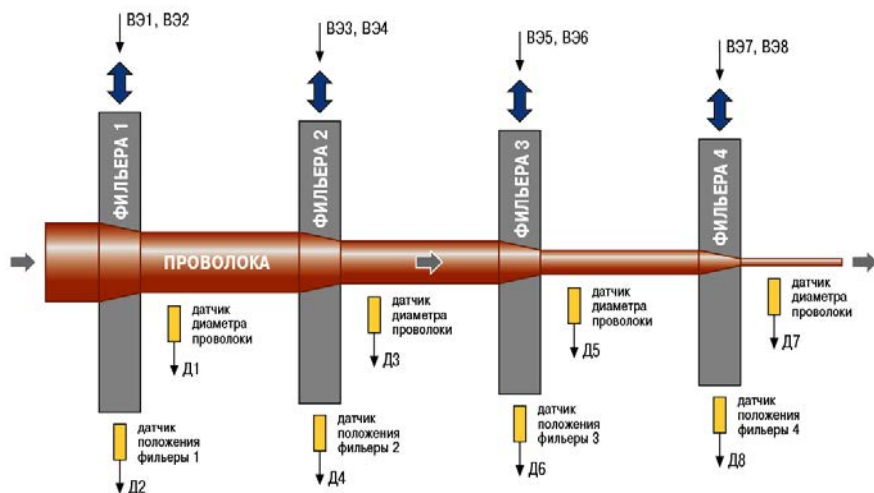 ВЭ1, ВЭ2
ВЭ3, ВЭ4
ВЭ5, ВЭ6
ВЭ7, ВЭ8
ФИЛЬЕРА 1
ФИЛЬЕРА 2
ФИЛЬЕРА 3
ФИЛЬЕРА 4
ПРОВОЛОКА
датчик
диаметра
проволоки
Д1
датчик
диаметра
проволоки
Д3
датчик
диаметра
проволоки
Д5
датчик
диаметра
проволоки
Д7
датчик
положения
фильеры 1
Д2
датчик
положения
фильеры 2
Д4
датчик
положения
фильеры 3
Д6
датчик
положения
фильеры 4
Д8